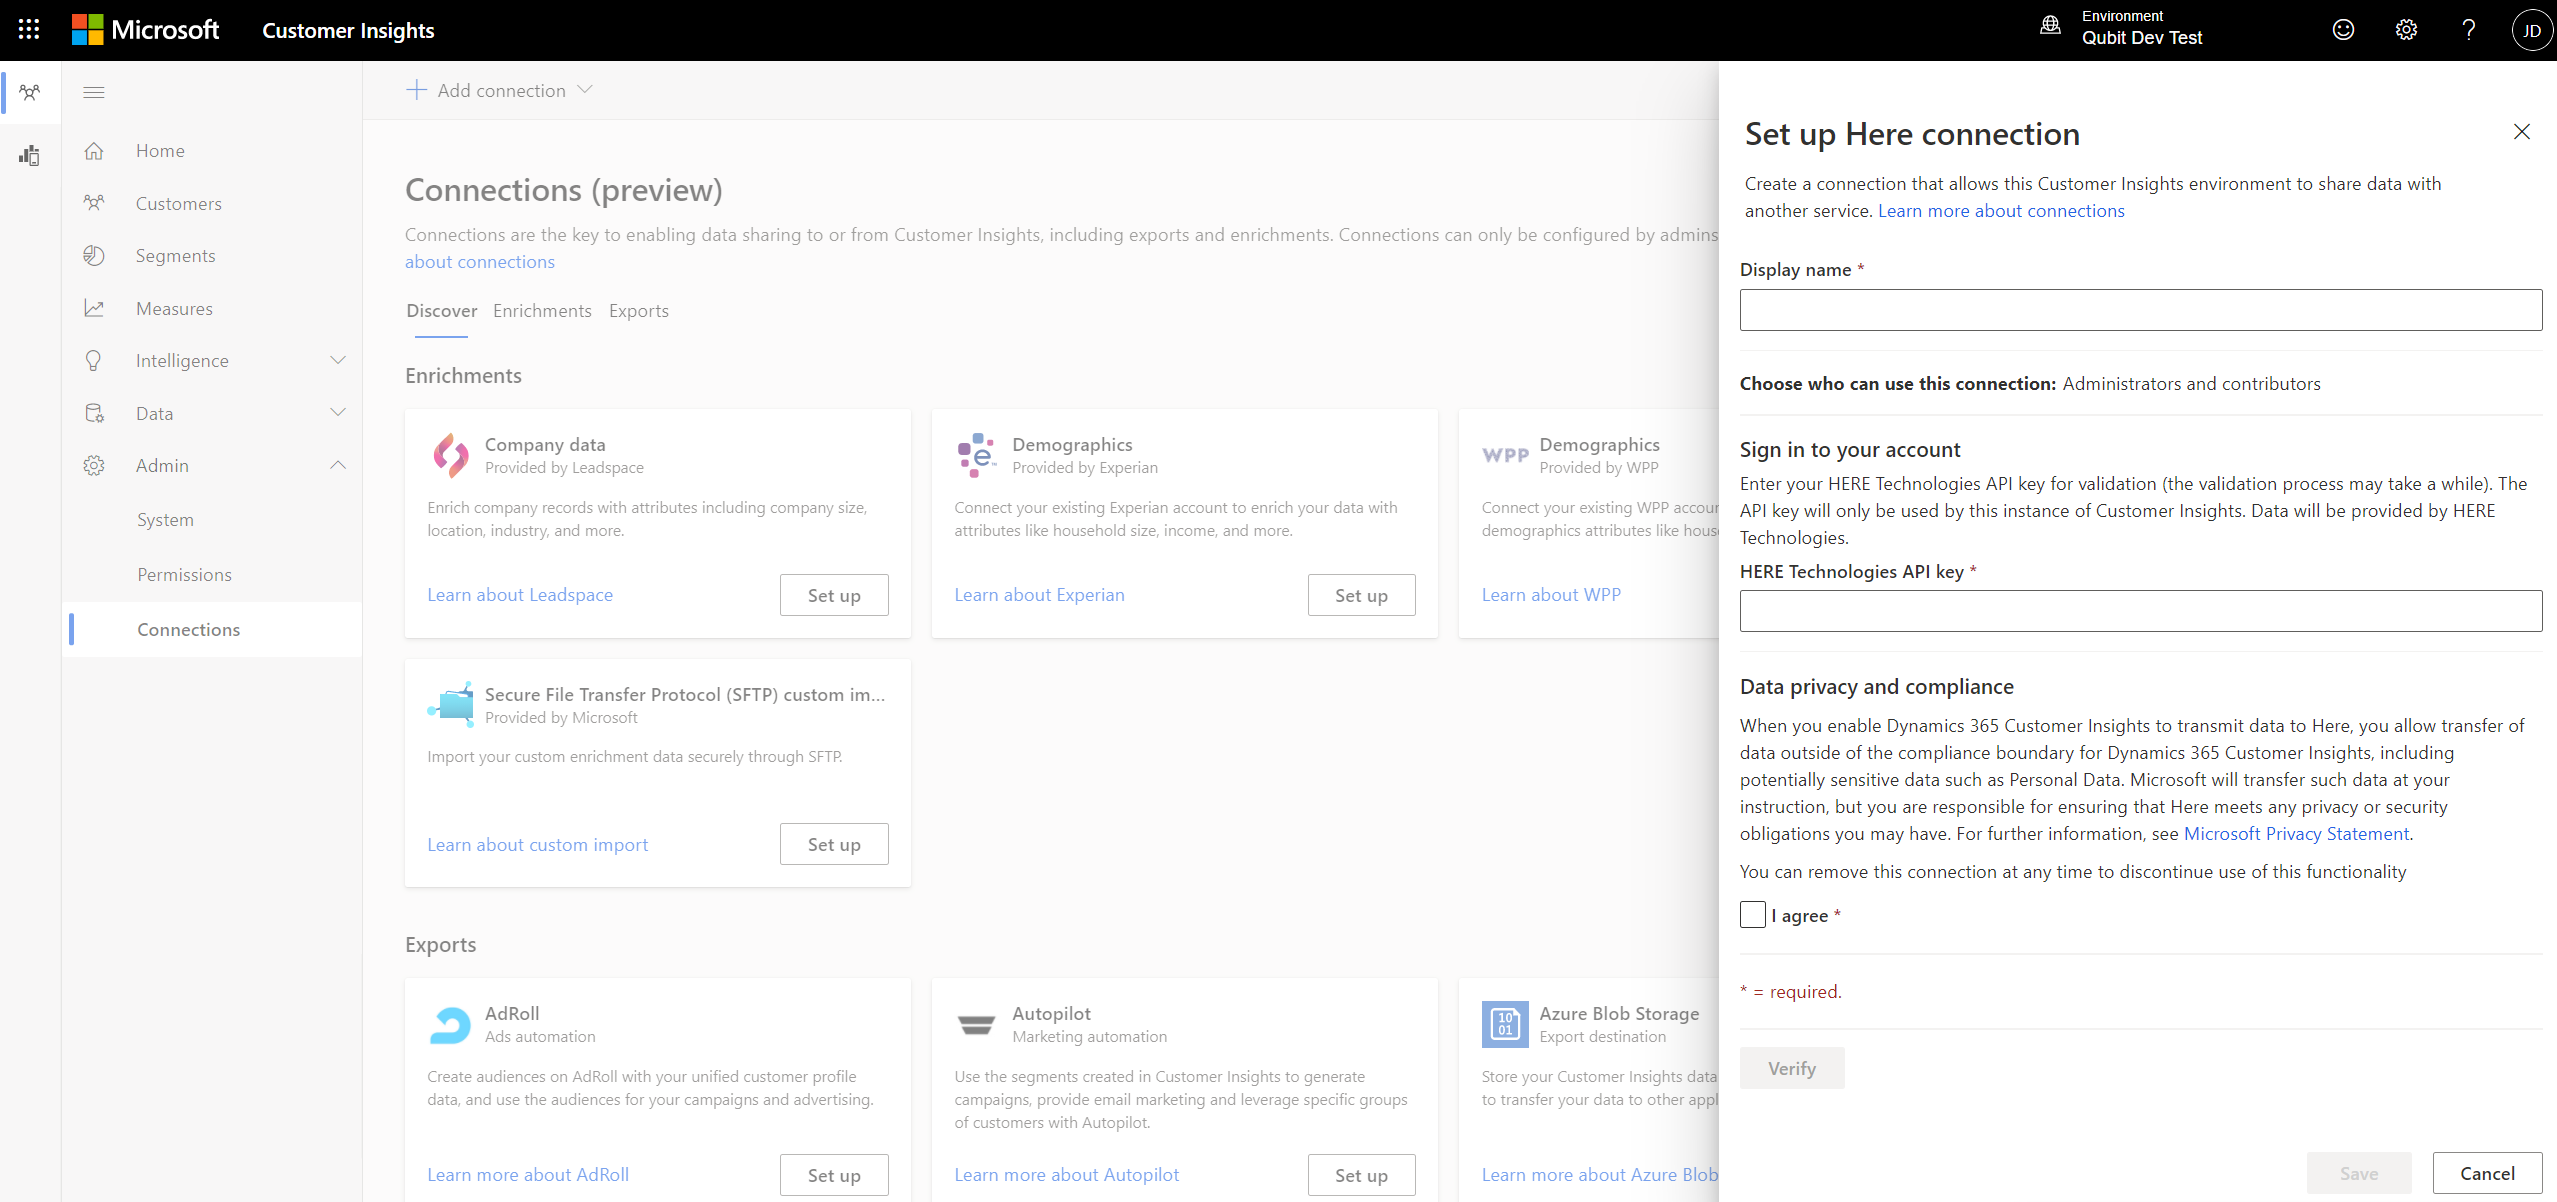 Microsoft
Customer Insights
Environment
Qubit Dev Test
JD
Home
Customers
Segments
Measures
Intelligence
Data
Admin
System
Permissions
Connections
Add connection
Connections (preview)
Connections are the key to enabling data sharing to or from Customer Insights, including exports and enrichments. Connections can only be configured by admins
about connections
Discover
Enrichments
Exports
Enrichments
Company data
Provided by Leadspace
Enrich company records with attributes including company size,
location, industry, and more.
Learn about Leadspace
Set up
Demographics
Provided by Experian
Connect your existing Experian account to enrich your data with
attributes like household size, income, and more.
Learn about Experian
Set up
WPP
Demographics
Provided by WPP
Connect your existing WPP accour
demographics attributes like hous
Learn about WPP
Secure File Transfer Protocol (SFTP) custom im...
Provided by Microsoft
Import your custom enrichment data securely through SFTP.
Learn about custom import
Set up
Exports
AdRoll
Ads automation
Create audiences on AdRoll with your unified customer profile
data, and use the audiences for your campaigns and advertising.
Learn more about AdRoll
Set up
Autopilot
Marketing automation
Use the segments created in Customer Insights to generate
campaigns, provide email marketing and leverage specific groups
of customers with Autopilot.
Learn more about Autopilot
Set up
10
01
Azure Blob Storage
Export destination
Store your Customer Insights data
to transfer your data to other appl
Learn more about Azure Blob
Set up Here connection
Create a connection that allows this Customer Insights environment to share data with
another service. Learn more about connections
Display name *
Choose who can use this connection: Administrators and contributors
Sign in to your account
Enter your HERE Technologies API key for validation (the validation process may take a while). The
API key will only be used by this instance of Customer Insights. Data will be provided by HERE
Technologies.
HERE Technologies API key *
Data privacy and compliance
When you enable Dynamics 365 Customer Insights to transmit data to Here, you allow transfer of
data outside of the compliance boundary for Dynamics 365 Customer Insights, including
potentially sensitive data such as Personal Data. Microsoft will transfer such data at your
instruction, but you are responsible for ensuring that Here meets any privacy or security
obligations you may have. For further information, see Microsoft Privacy Statement.
You can remove this connection at any time to discontinue use of this functionality
I agree *
* = required.
Verify
Save
Cancel